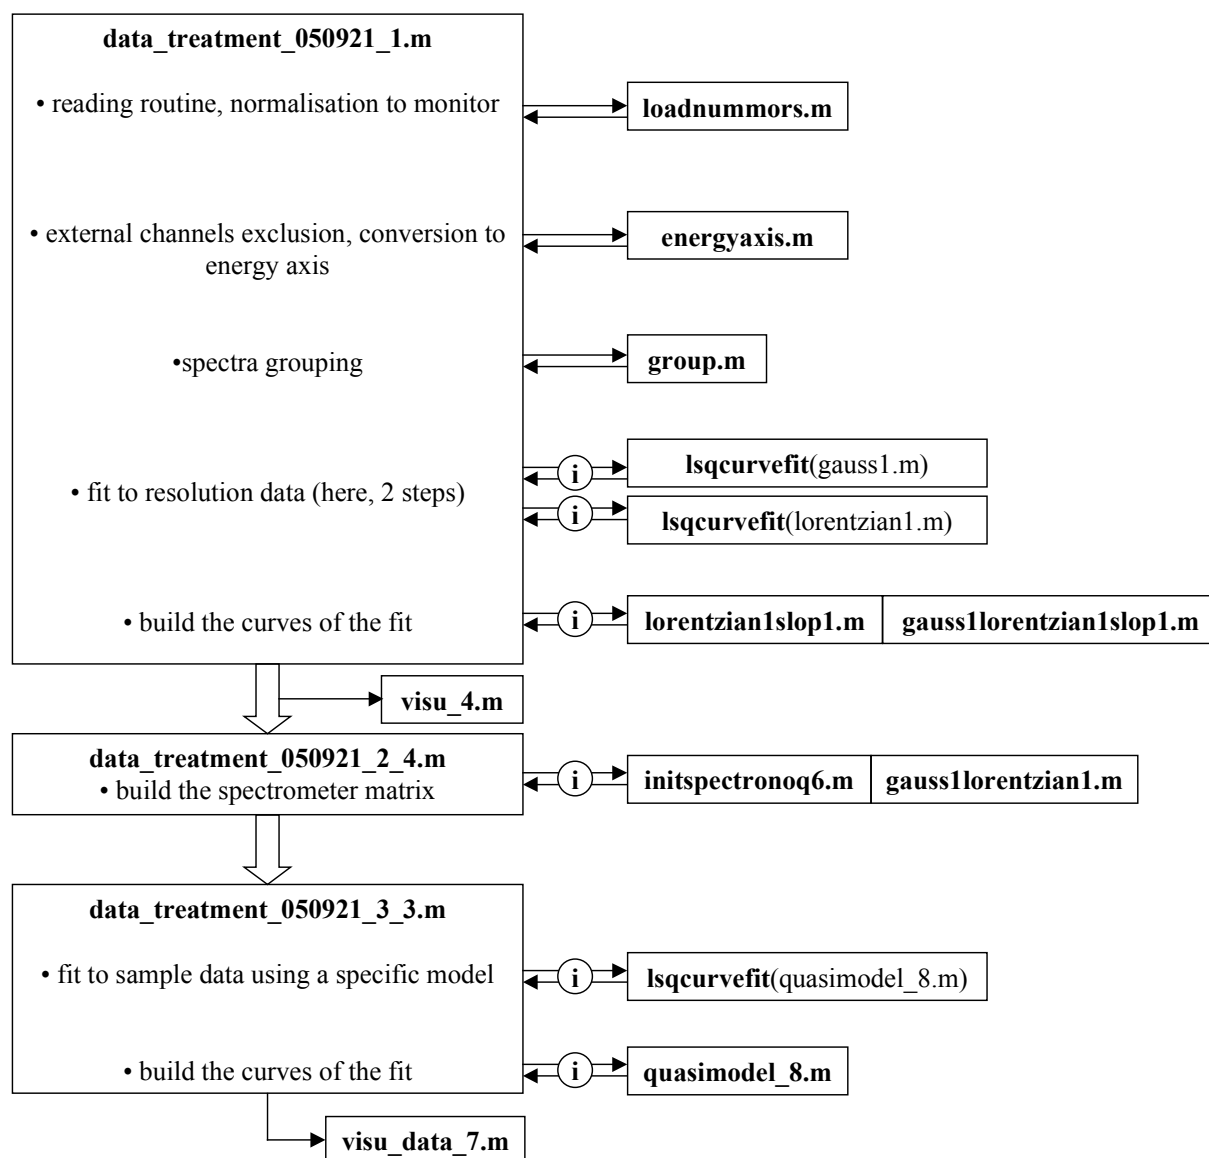 data_treatment_050921_1.m
• reading routine, normalisation to monitor
loadnummors.m
• external channels exclusion, conversion to
energy axis
energyaxis.m
•spectra grouping
group.m
i
lsqcurvefit(gauss1.m)
• fit to resolution data (here, 2 steps)
i
lsqcurvefit(lorentzian1.m)
• build the curves of the fit
i
lorentzian1slop1.m
gauss1lorentzian1slop1.m
visu_4.m
data_treatment_050921_2_4.m
• build the spectrometer matrix
i
initspectronoq6.m
gauss1lorentzian1.m
data_treatment_050921_3_3.m
• fit to sample data using a specific model
i
lsqcurvefit(quasimodel_8.m)
• build the curves of the fit
i
quasimodel_8.m
visu_data_7.m